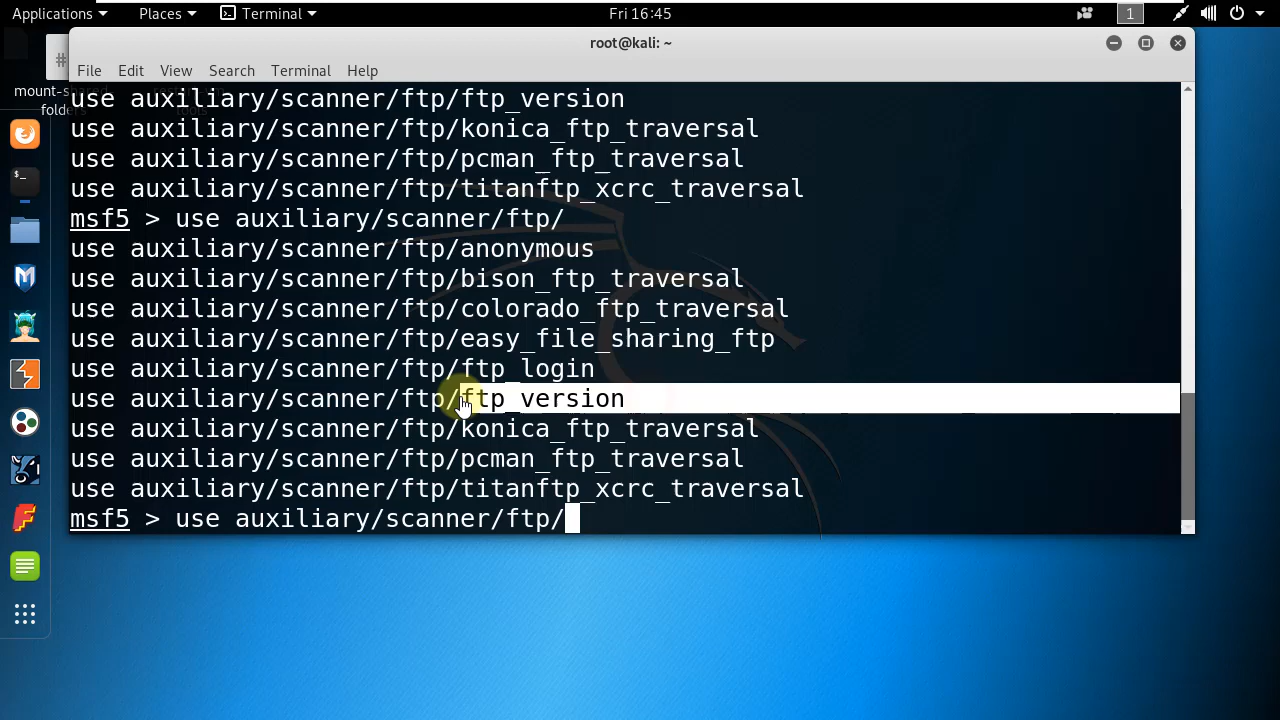 Applications Places Terminal Fri 16:45 1
root@kali: ~
File Edit View Search Terminal Help
mount-shared
folders
use auxiliary/scanner/ftp/ftp_version
use auxiliary/scanner/ftp/konica_ftp_traversal
use auxiliary/scanner/ftp/pcman_ftp_traversal
use auxiliary/scanner/ftp/titanftp_xcrc_traversal
msf5 > use auxiliary/scanner/ftp/
use auxiliary/scanner/ftp/anonymous
use auxiliary/scanner/ftp/bison_ftp_traversal
use auxiliary/scanner/ftp/colorado_ftp_traversal
use auxiliary/scanner/ftp/easy_file_sharing_ftp
use auxiliary/scanner/ftp/ftp_login
use auxiliary/scanner/ftp/ftp_version
use auxiliary/scanner/ftp/konica_ftp_traversal
use auxiliary/scanner/ftp/pcman_ftp_traversal
use auxiliary/scanner/ftp/titanftp_xcrc_traversal
msf5 > use auxiliary/scanner/ftp/